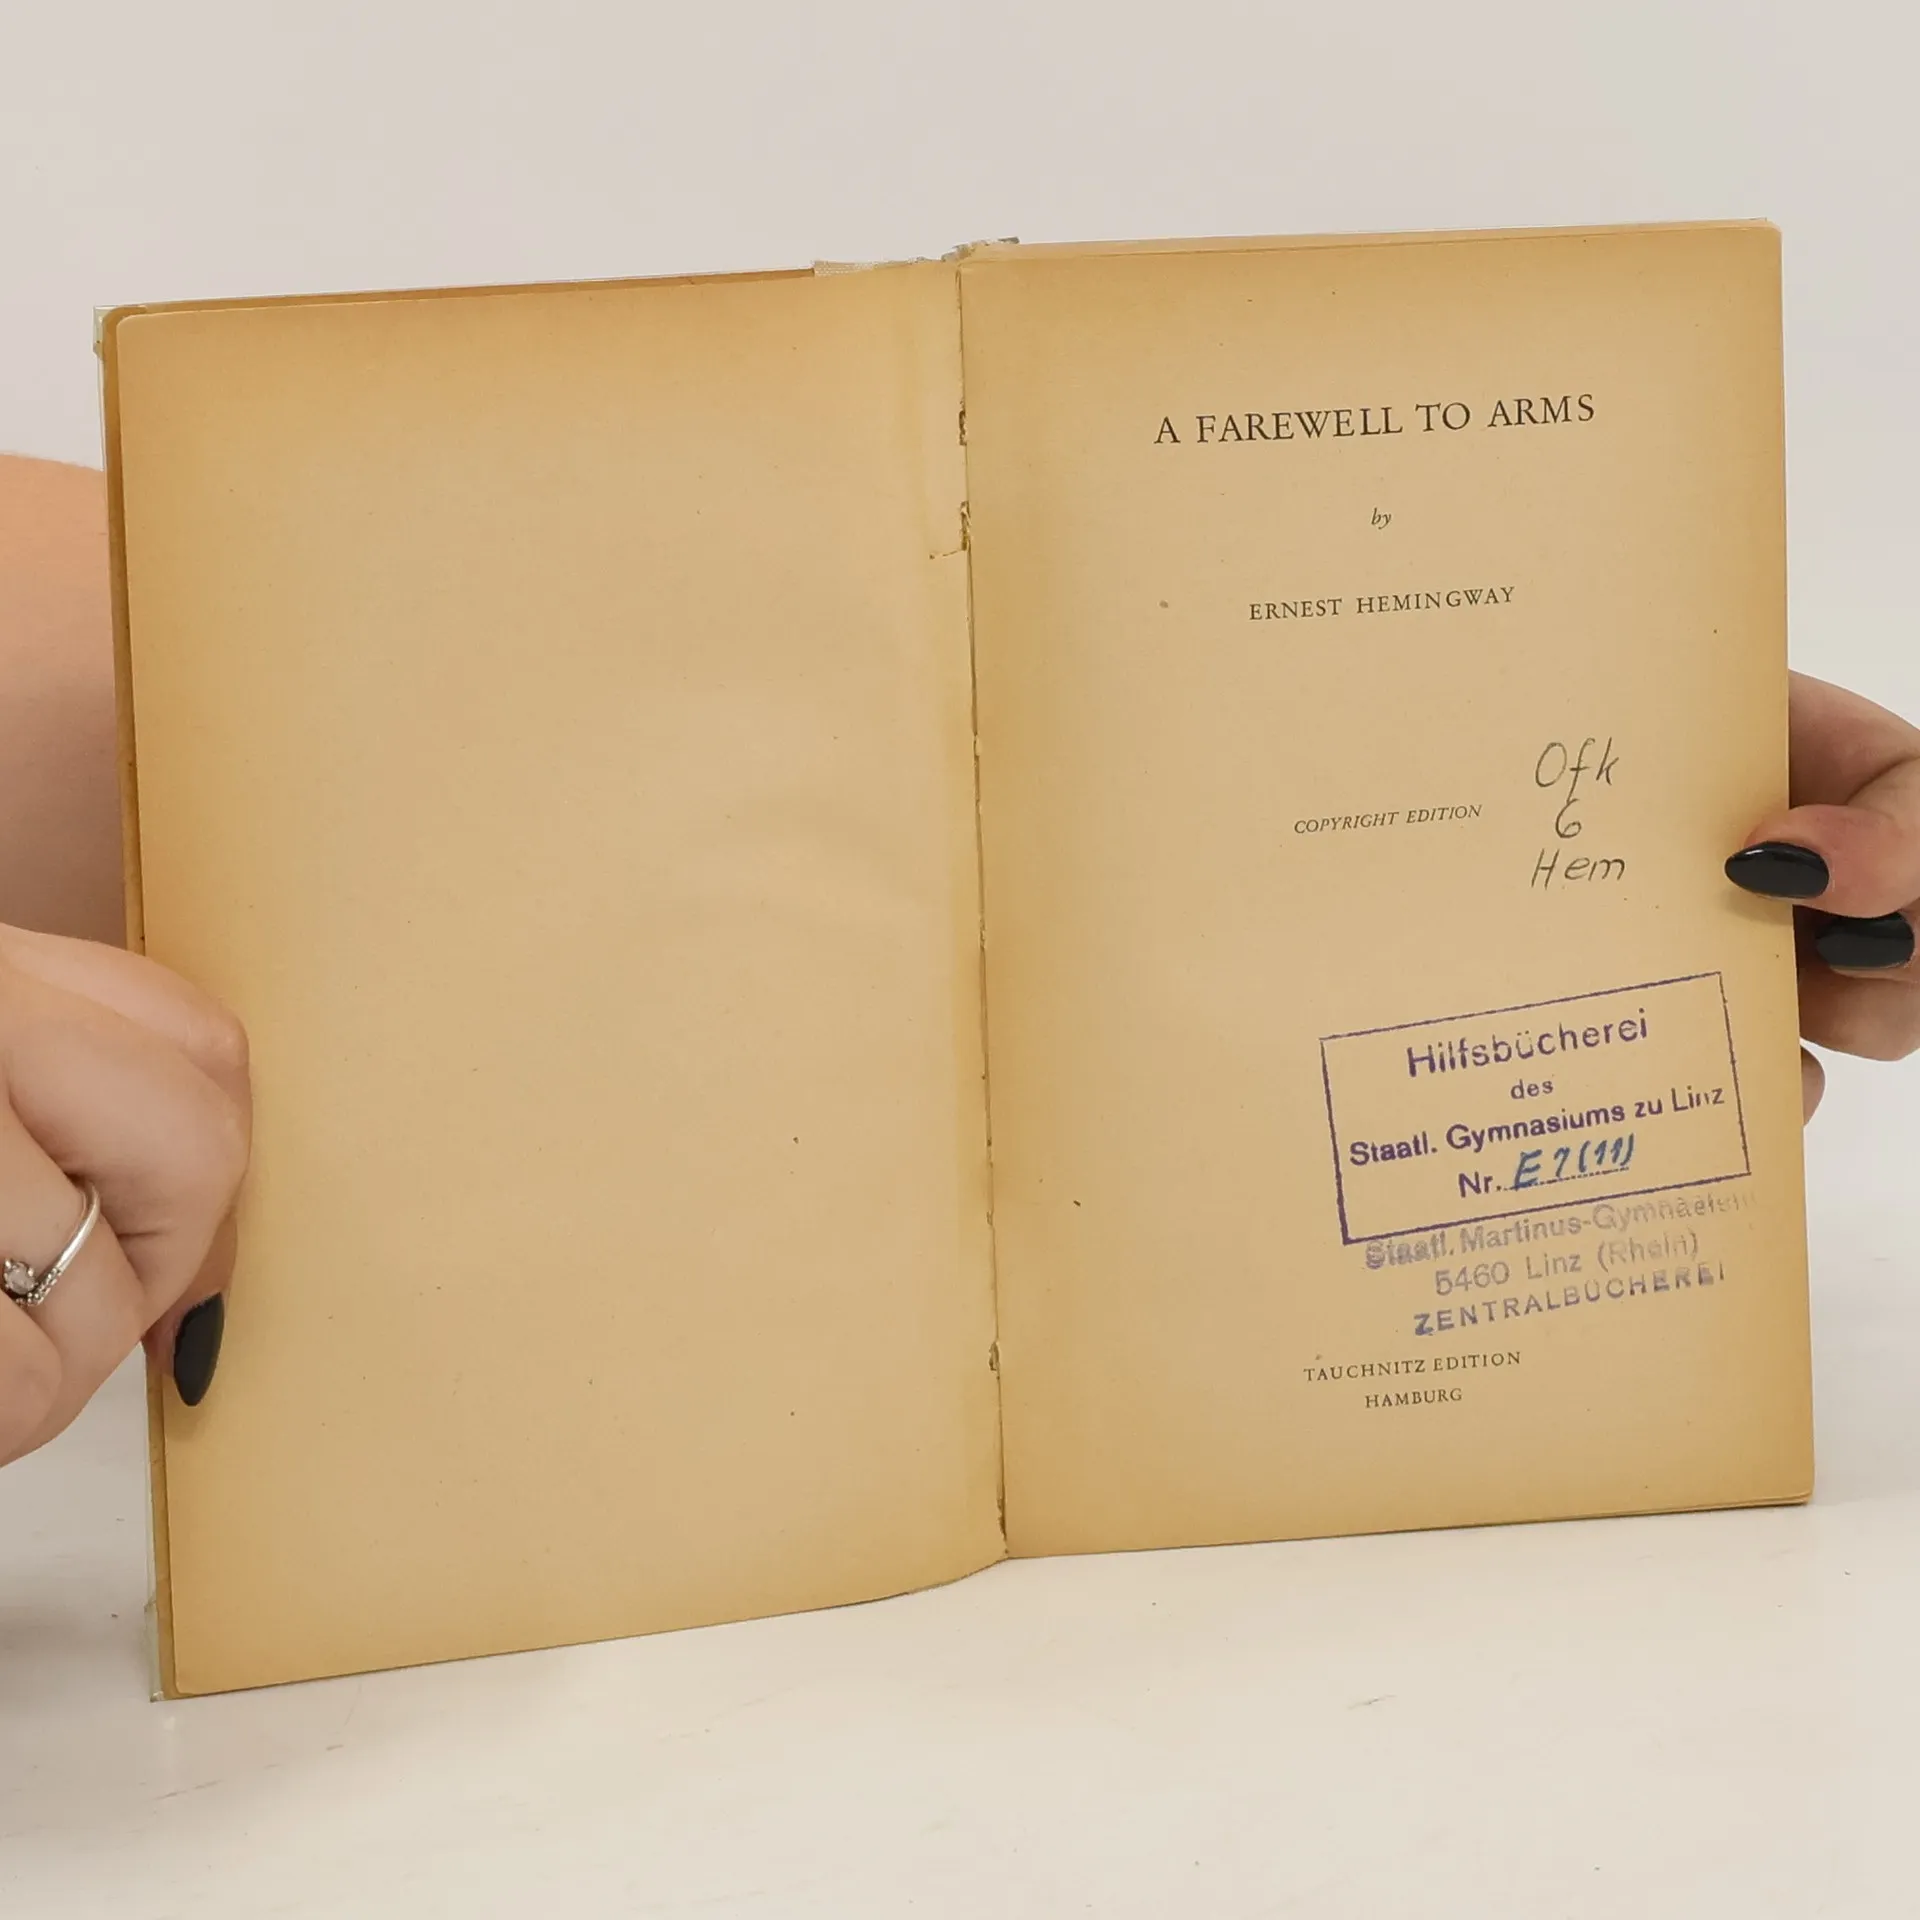 A FAREWELL TO ARMS
by
ERNEST HEMINGWAY
COPYRIGHT EDITION
Ofk
6
Hem
Hilfsbücherei
des
Staatl. Gymnasiums zu Linz
Nr. E 7 (11)
Staatl. Martinus-Gymnasium
5460 Linz (Rhein)
ZENTRALBÜCHEREI
TAUCHNITZ EDITION
HAMBURG